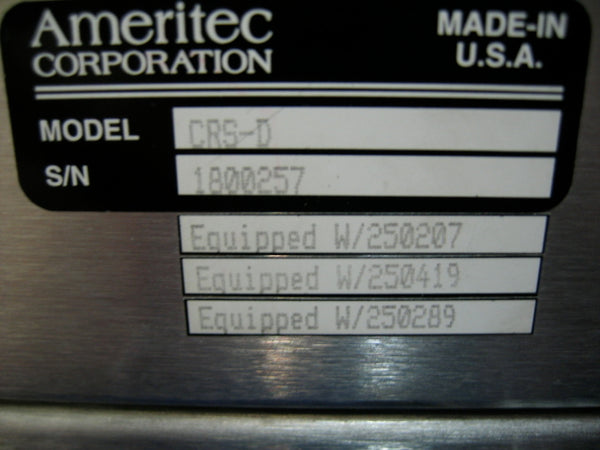 Ameritec
CORPORATION
MADE-IN
U.S.A.
MODEL CRS-D
S/N 1800257
Equipped W/250207
Equipped W/250419
Equipped W/250289